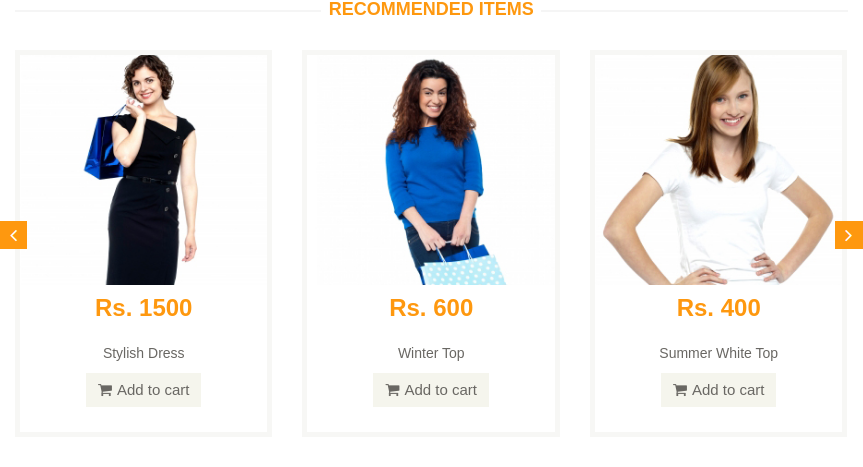 RECOMMENDED ITEMS
Rs. 1500
Stylish Dress
Add to cart
Rs. 600
Winter Top
Add to cart
Rs. 400
Summer White Top
Add to cart